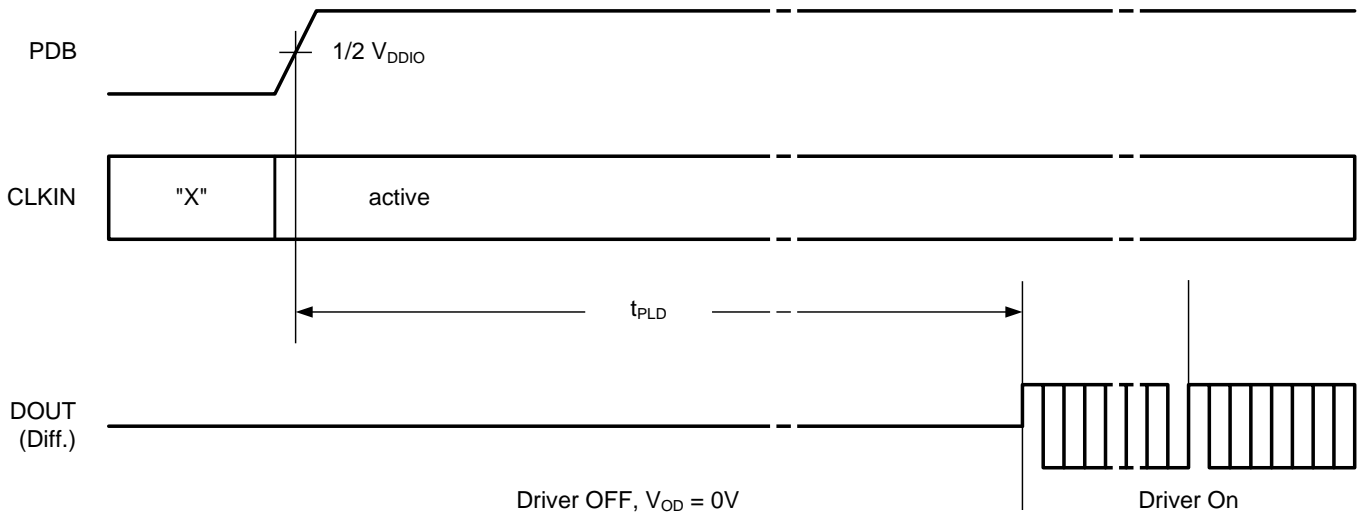 PDB
1/2 VDDIO
CLKIN
"X"
active
tPLD
DOUT
(Diff.)
Driver OFF, VOD = 0V
Driver On